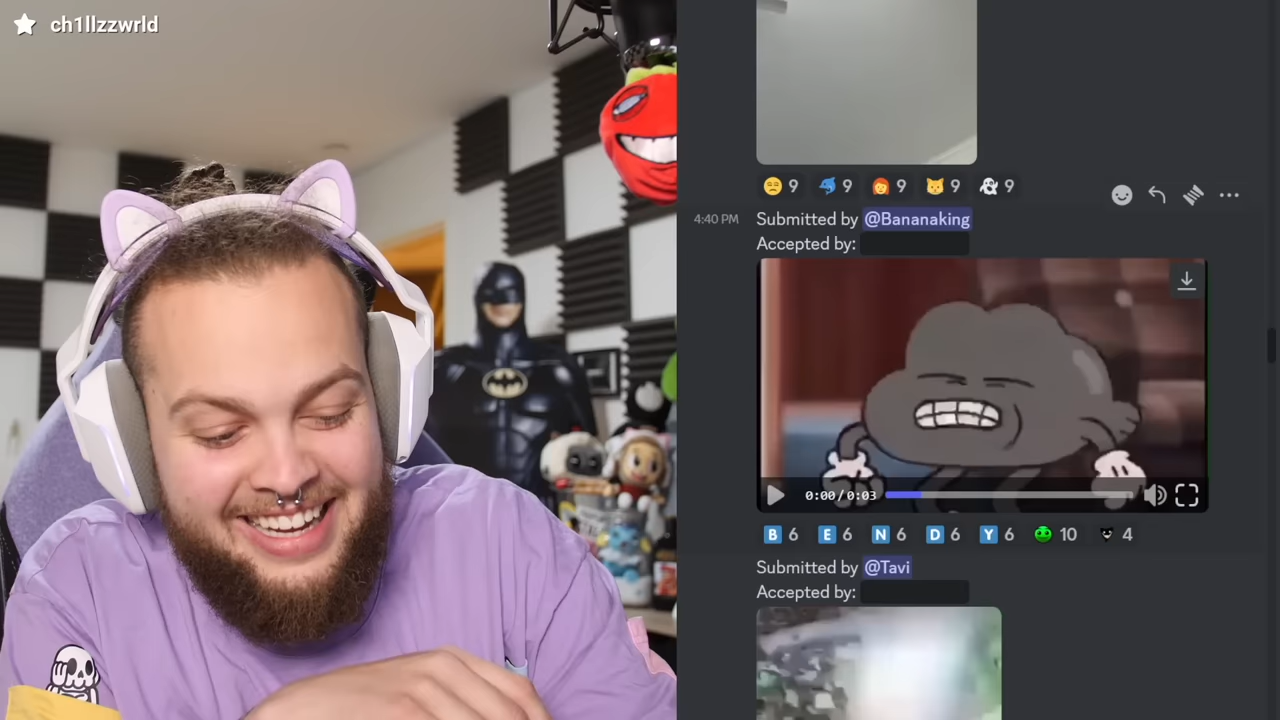 ch1llzzwrld
9 9 9 9 9
4:40 PM Submitted by @Bananaking
Accepted by:
0:00 / 0:03
B 6 E 6 N 6 D 6 Y 6 10 4
Submitted by @Tavi
Accepted by: